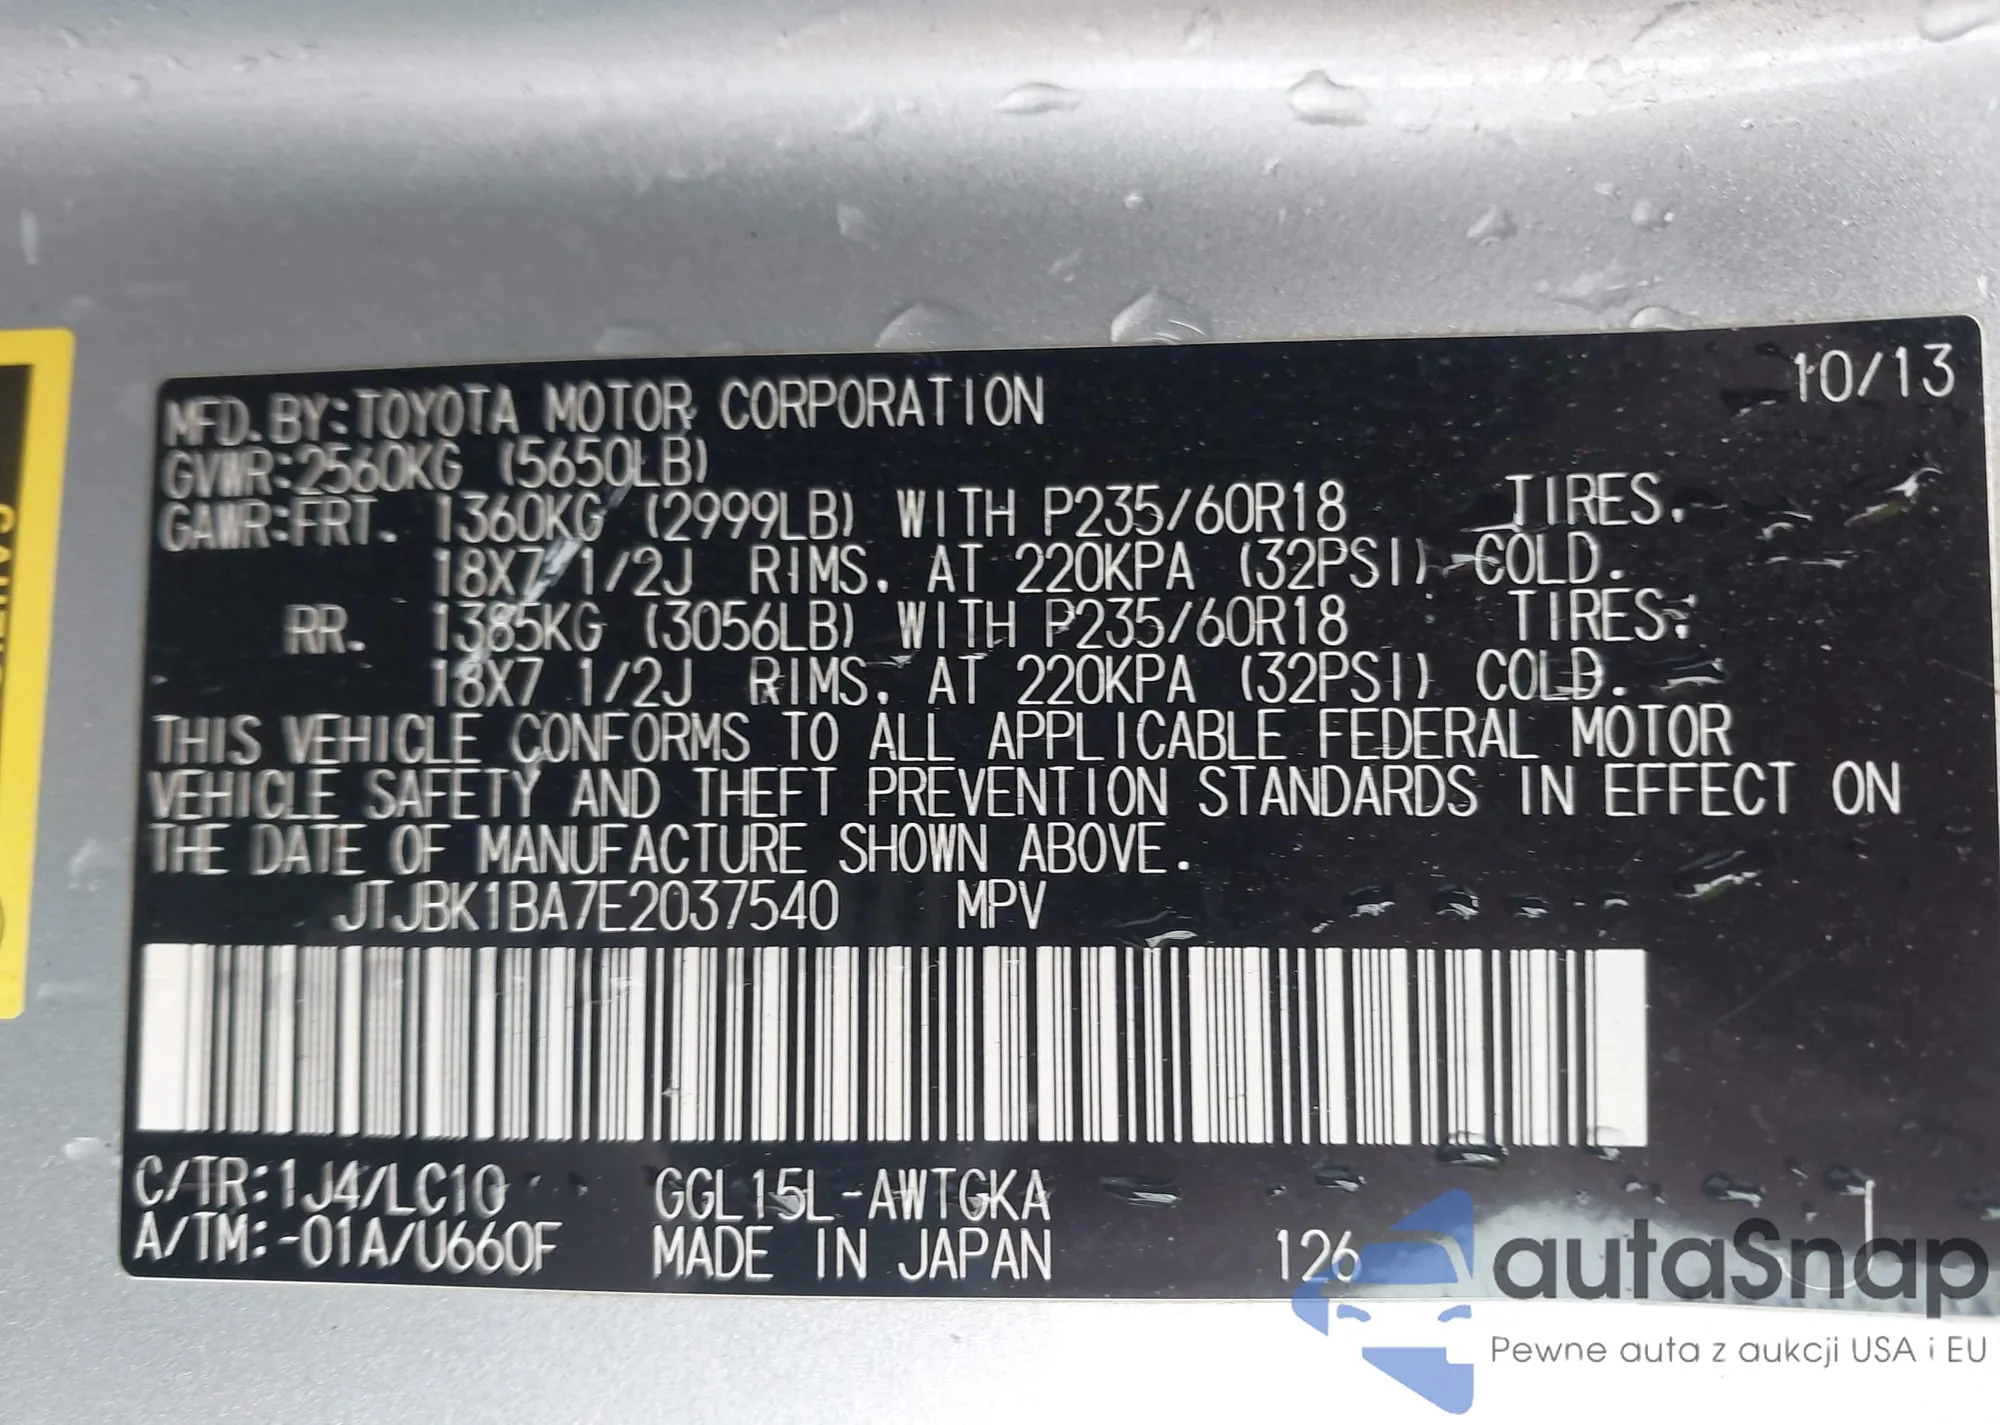 10/13
MFD. BY: TOYOTA MOTOR CORPORATION
GVWR: 2560KG (5650LB)
GAWR: FRT. 1360KG (2999LB) WITH P235/60R18 TIRES.
18X7 1/2J RIMS, AT 220KPA (32PSI) COLD.
RR. 1385KG (3056LB) WITH P235/60R18 TIRES.
18X7 1/2J RIMS, AT 220KPA (32PSI) COLD.
THIS VEHICLE CONFORMS TO ALL APPLICABLE FEDERAL MOTOR
VEHICLE SAFETY AND THEFT PREVENTION STANDARDS IN EFFECT ON
THE DATE OF MANUFACTURE SHOWN ABOVE.
JTJBK1BA7E2037540 MPV
C/TR: 1J4/LC10 GGL15L-AWTGKA
A/TM: -01A/U660F MADE IN JAPAN 126
autaSnap
Pewne auta z aukcji USA i EU